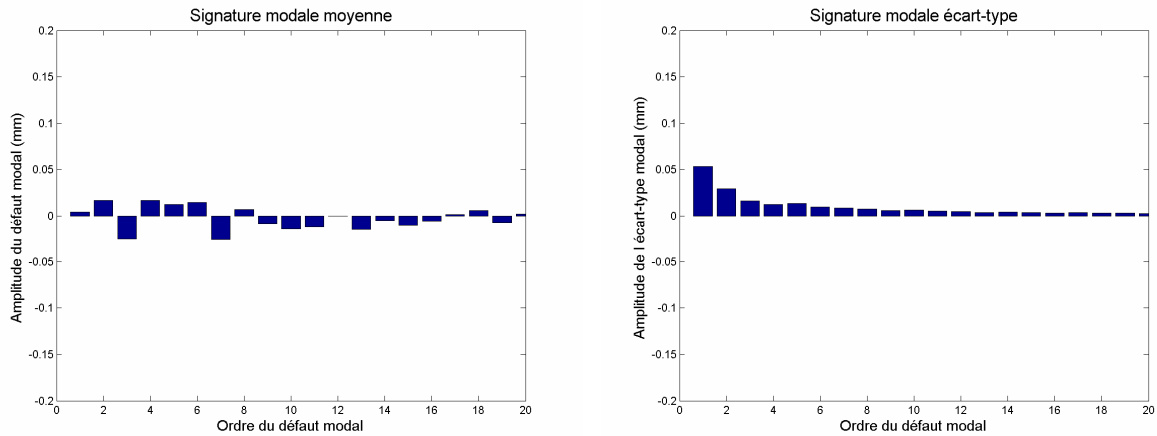 Signature modale moyenne
0.2
0.15
0.1
0.05
0
-0.05
-0.1
-0.15
-0.2
Amplitude du défaut modal (mm)
0 2 4 6 8 10 12 14 16 18 20
Ordre du défaut modal
Signature modale écart-type
0.2
0.15
0.1
0.05
0
-0.05
-0.1
-0.15
-0.2
Amplitude de l écart-type modal (mm)
0 2 4 6 8 10 12 14 16 18 20
Ordre du défaut modal